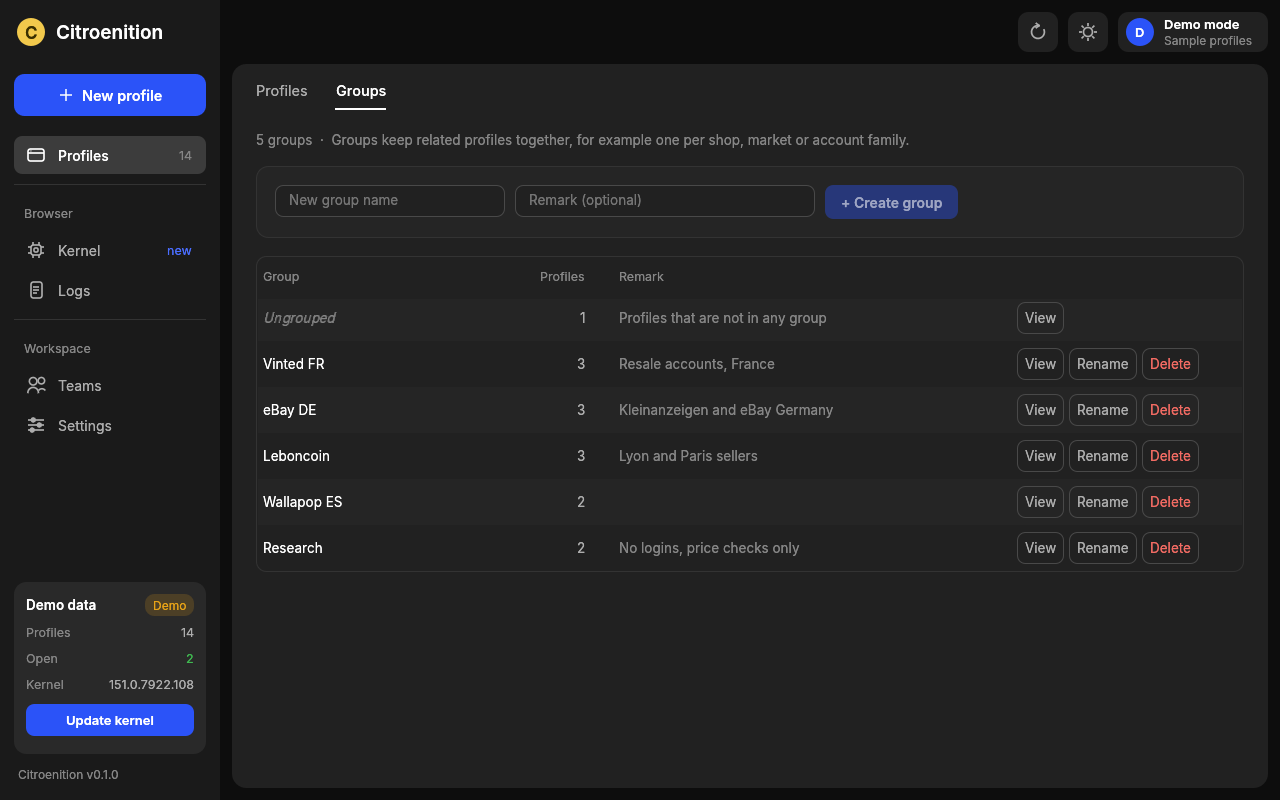 C Citroenition
+ New profile
Profiles 14
Browser
Kernel new
Logs
Workspace
Teams
Settings
Demo data Demo
Profiles 14
Open 2
Kernel 151.0.7922.108
Update kernel
Citroenition v0.1.0
D Demo mode
Sample profiles
Profiles Groups
5 groups · Groups keep related profiles together, for example one per shop, market or account family.
New group name Remark (optional) + Create group
Group Profiles Remark
Ungrouped 1 Profiles that are not in any group View
Vinted FR 3 Resale accounts, France View Rename Delete
eBay DE 3 Kleinanzeigen and eBay Germany View Rename Delete
Leboncoin 3 Lyon and Paris sellers View Rename Delete
Wallapop ES 2 View Rename Delete
Research 2 No logins, price checks only View Rename Delete